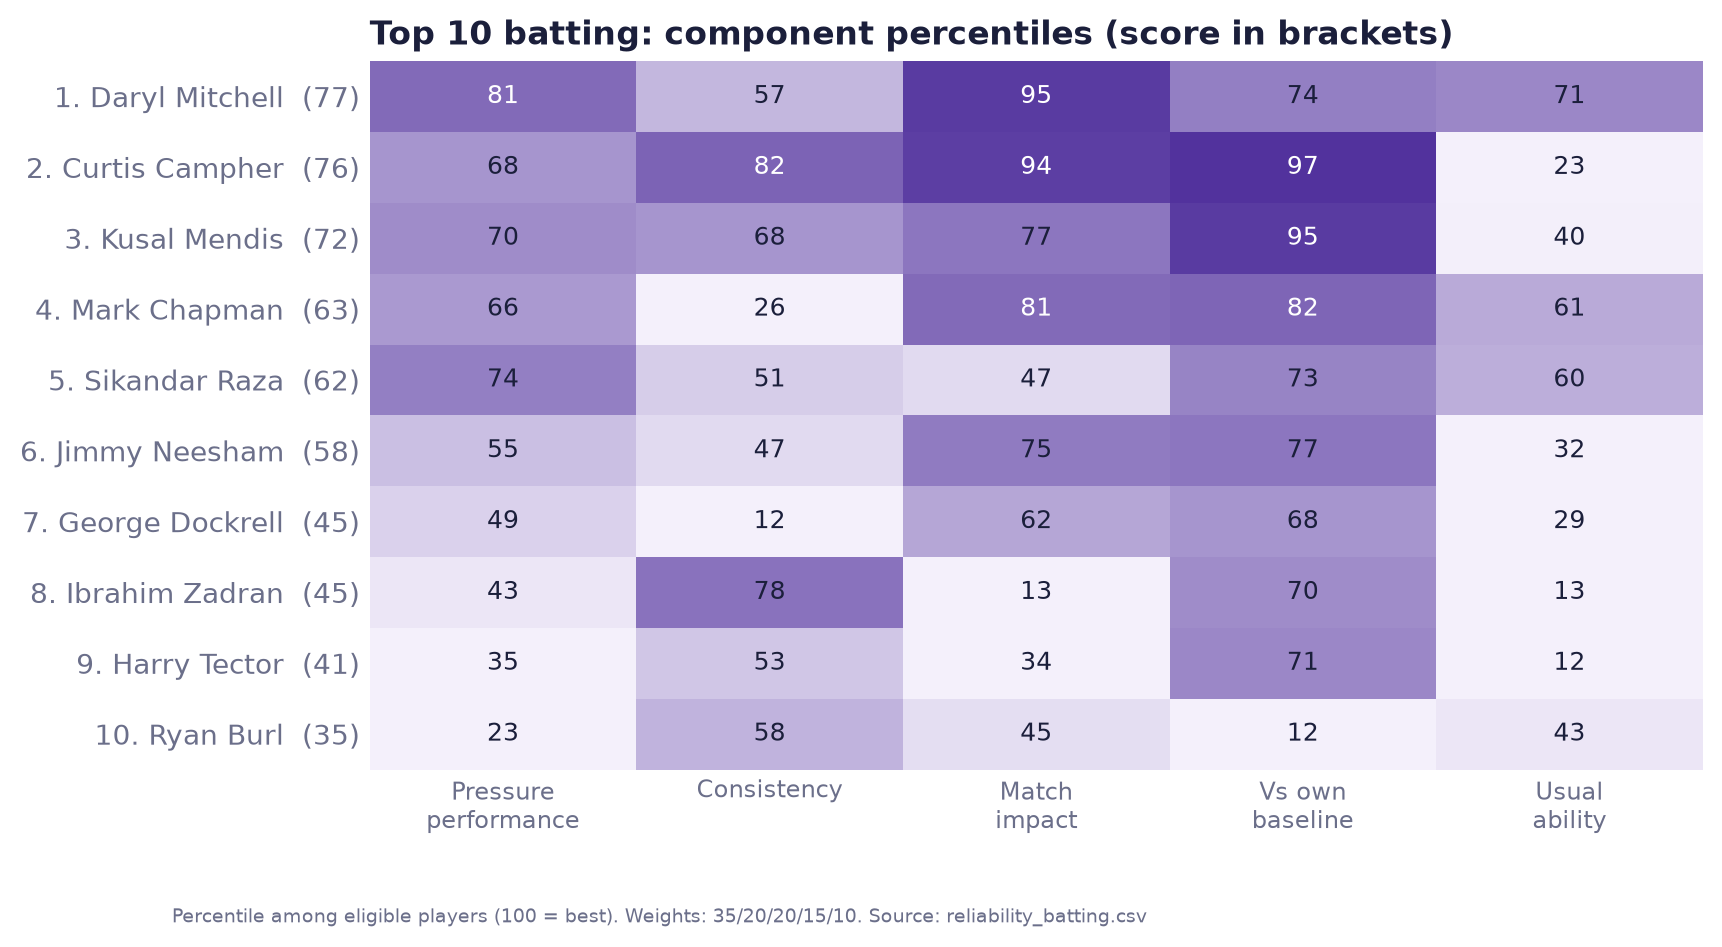 Top 10 batting: component percentiles (score in brackets)
1. Daryl Mitchell (77) 81 57 95 74 71
2. Curtis Campher (76) 68 82 94 97 23
3. Kusal Mendis (72) 70 68 77 95 40
4. Mark Chapman (63) 66 26 81 82 61
5. Sikandar Raza (62) 74 51 47 73 60
6. Jimmy Neesham (58) 55 47 75 77 32
7. George Dockrell (45) 49 12 62 68 29
8. Ibrahim Zadran (45) 43 78 13 70 13
9. Harry Tector (41) 35 53 34 71 12
10. Ryan Burl (35) 23 58 45 12 43
Pressure
performance
Consistency
Match
impact
Vs own
baseline
Usual
ability
Percentile among eligible players (100 = best). Weights: 35/20/20/15/10. Source: reliability_batting.csv